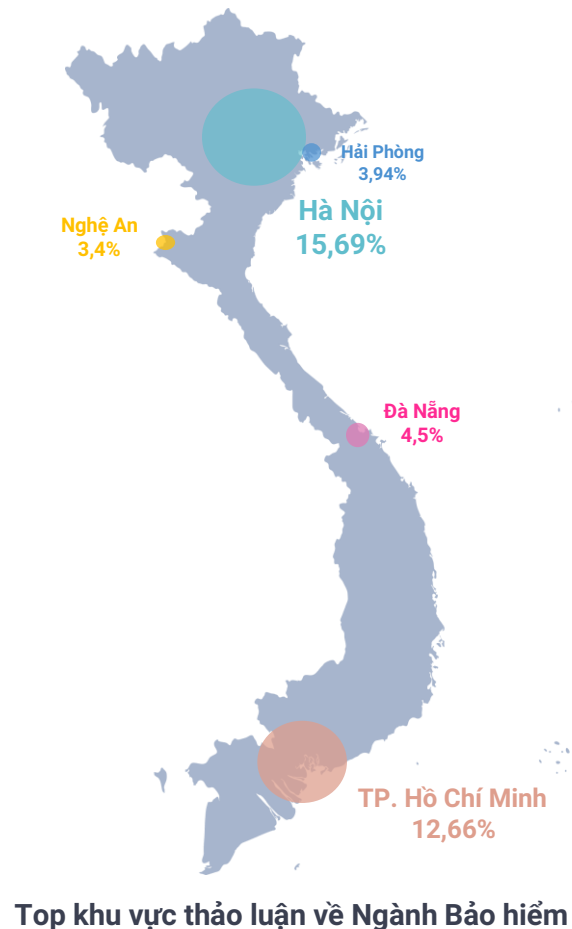 Hải Phòng
3,94%
Hà Nội
15,69%
Nghệ An
3,4%
Đà Nẵng
4,5%
TP. Hồ Chí Minh
12,66%
Top khu vực thảo luận về Ngành Bảo hiểm